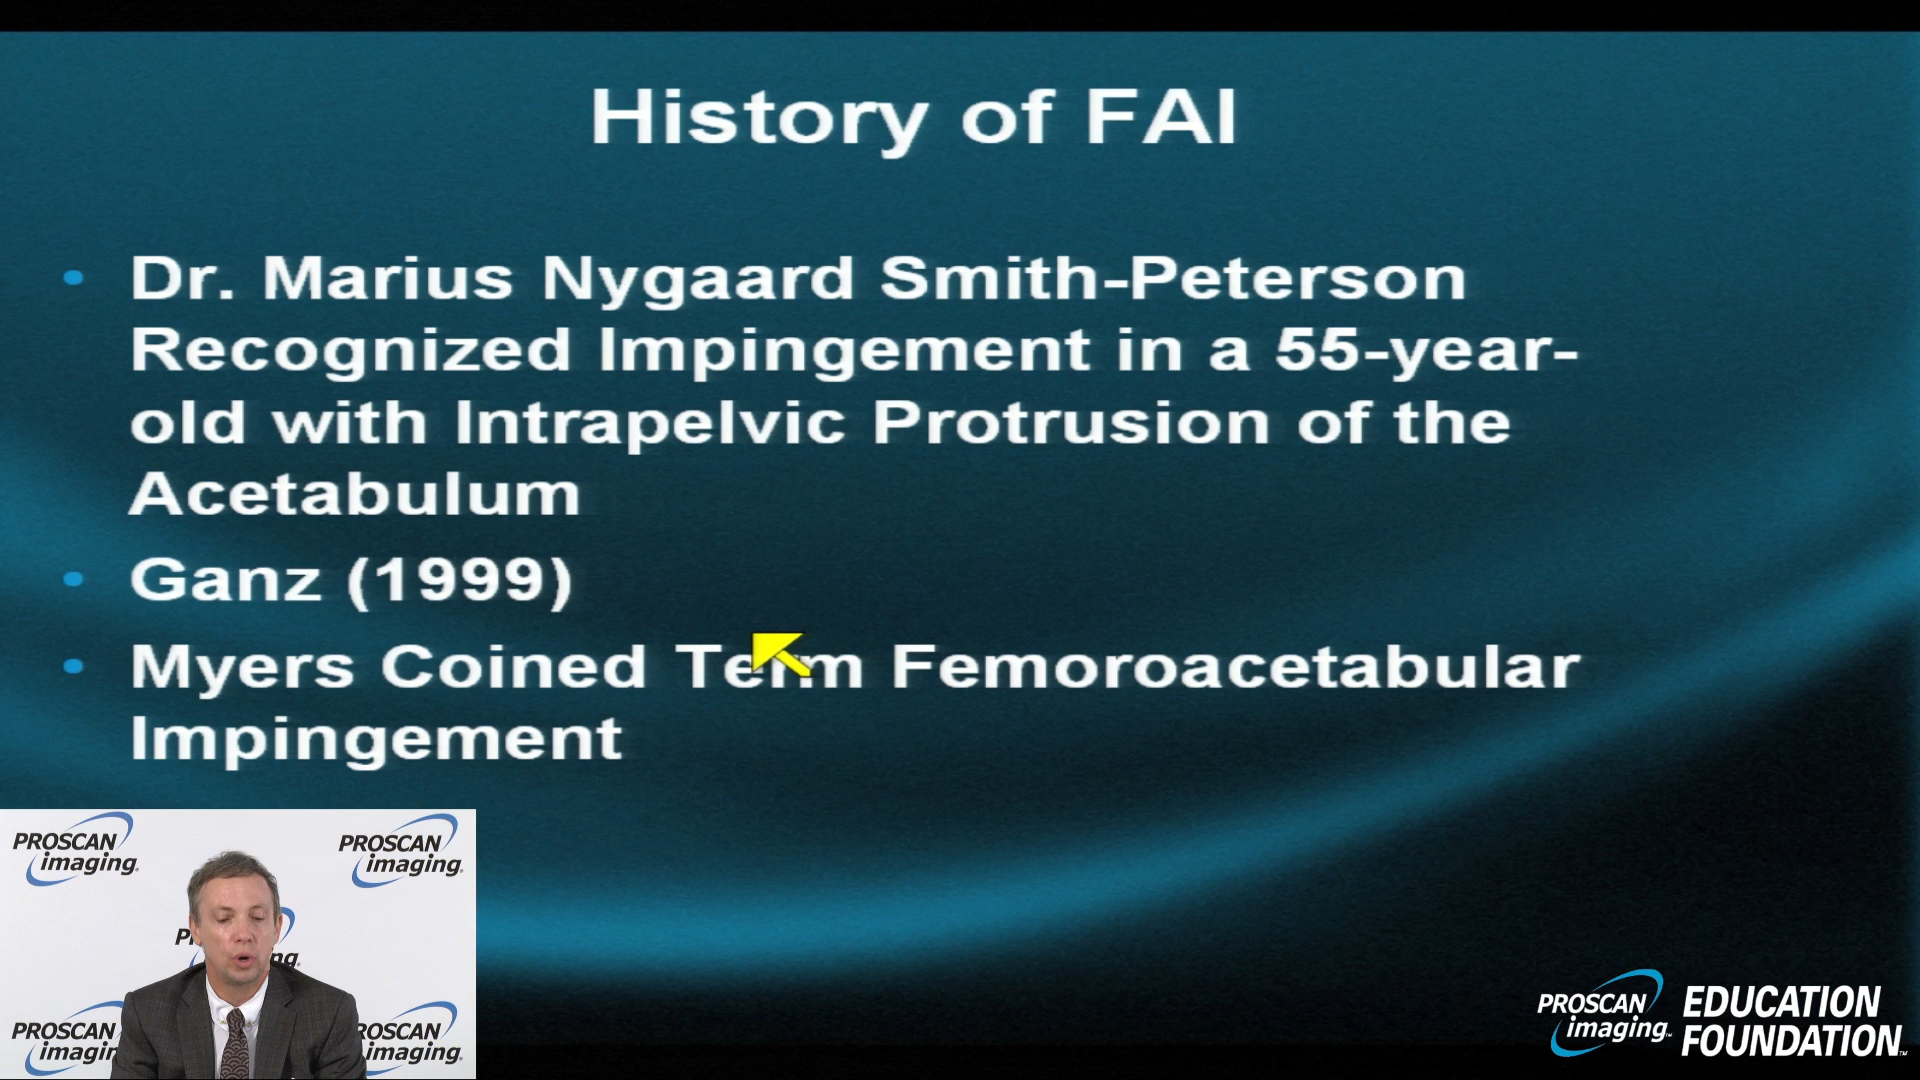 History of FAI
• Dr. Marius Nygaard Smith-Peterson
Recognized Impingement in a 55-year-
old with Intrapelvic Protrusion of the
Acetabulum
• Ganz (1999)
• Myers Coined Term Femoroacetabular
Impingement
PROSCAN
imaging
PROSCAN
imaging
PROSCAN
PROSCAN
imaging
PROSCAN
imaging
EDUCATION
FOUNDATION